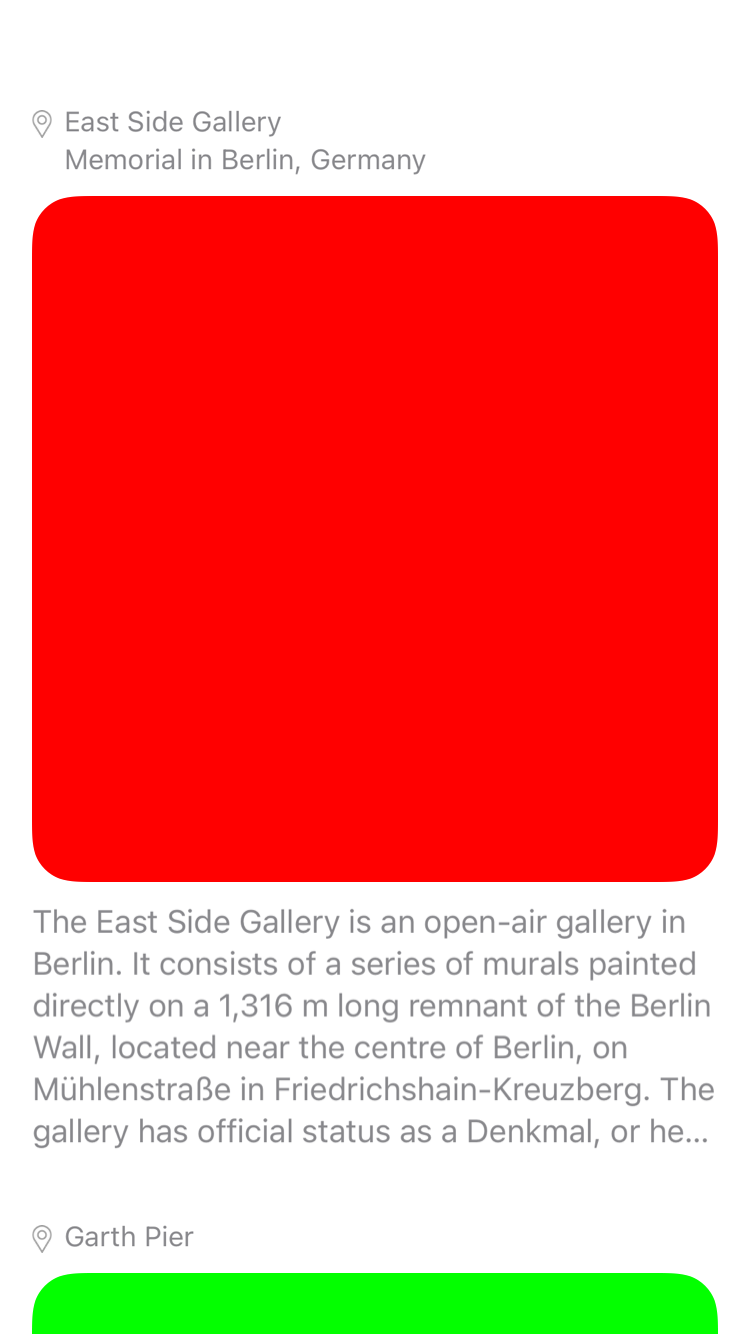 East Side Gallery
Memorial in Berlin, Germany
The East Side Gallery is an open-air gallery in
Berlin. It consists of a series of murals painted
directly on a 1,316 m long remnant of the Berlin
Wall, located near the centre of Berlin, on
Mühlenstraße in Friedrichshain-Kreuzberg. The
gallery has official status as a Denkmal, or he…
Garth Pier